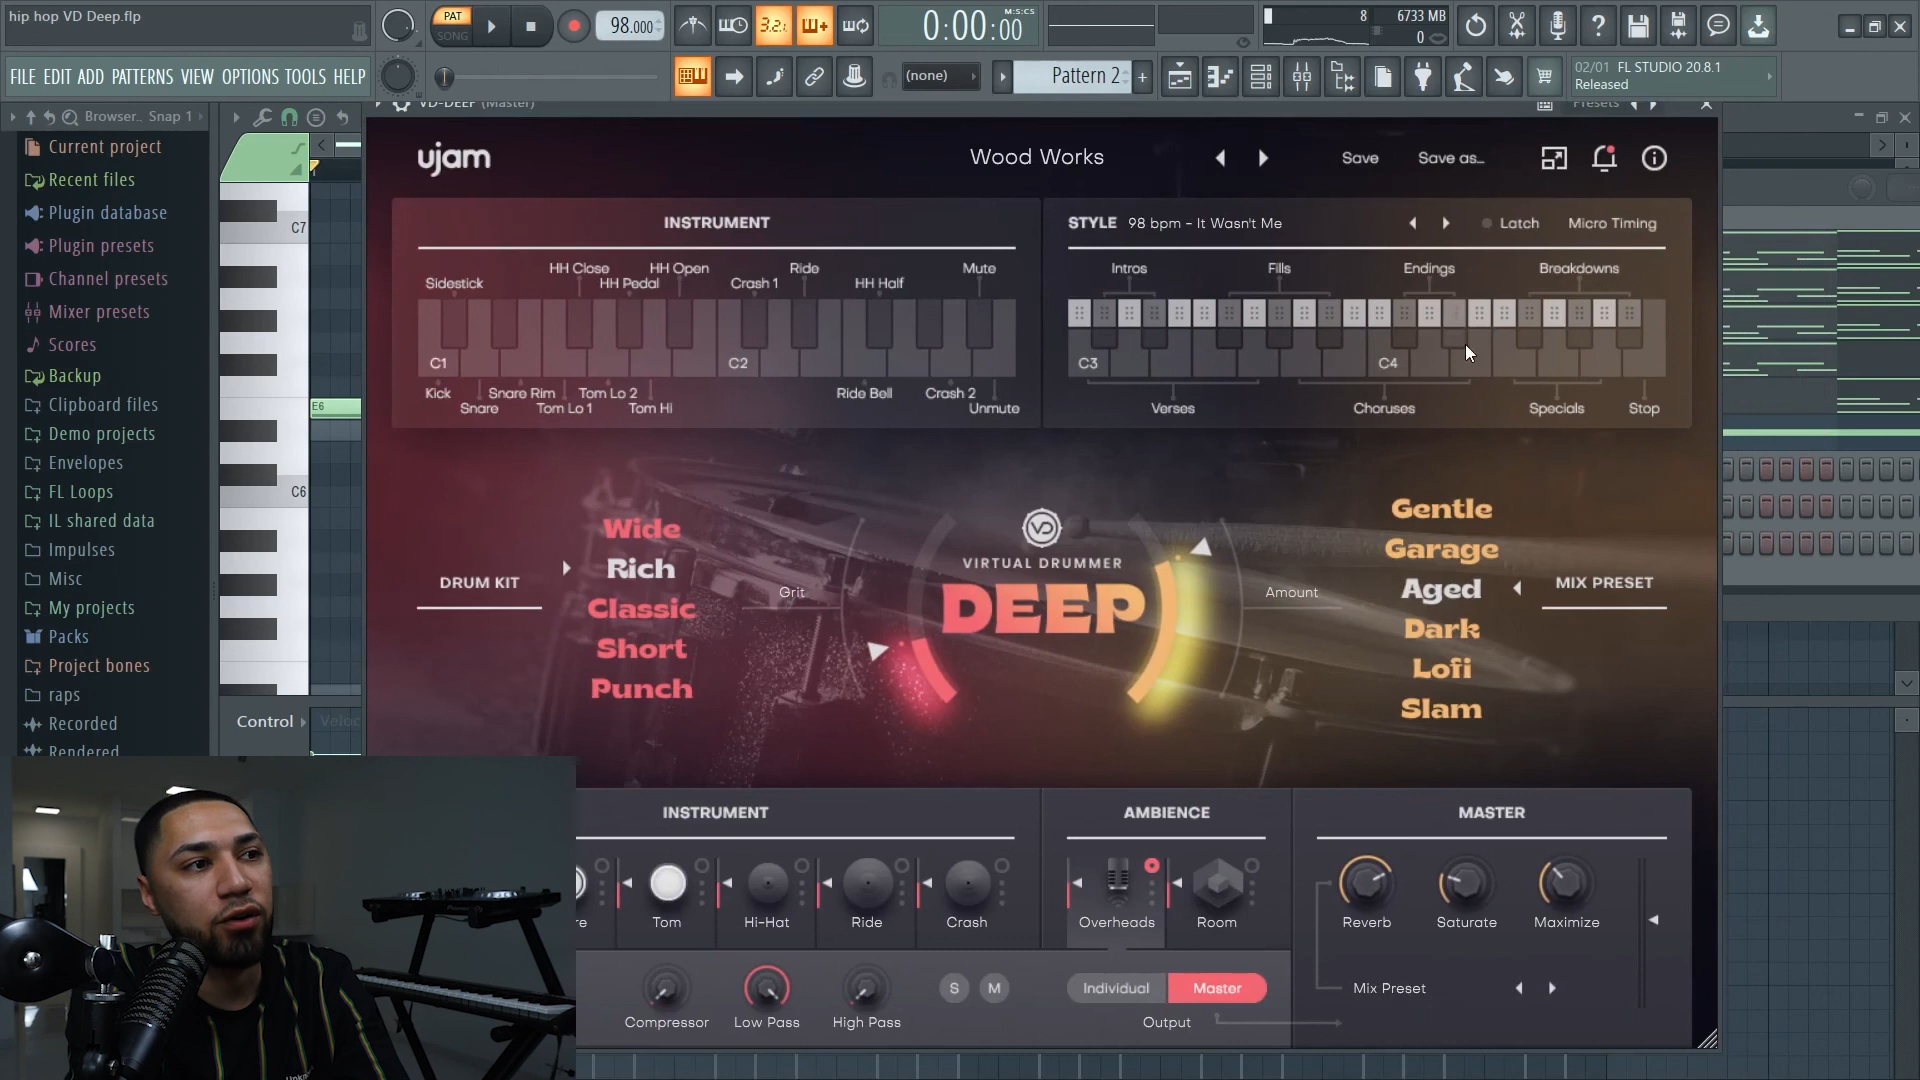 hip hop VD Deep.flp
PAT
SONG
98.000
3.2.:
0:00:00
M:S:CS
8
6733 MB
0
FILE EDIT ADD PATTERNS VIEW OPTIONS TOOLS HELP
(none)
Pattern 2
02/01 FL STUDIO 20.8.1
Released
Browser.. Snap 1
VD-DEEP (Master)
Presets
Current project
Recent files
Plugin database
Plugin presets
Channel presets
Mixer presets
Scores
Backup
Clipboard files
Demo projects
Envelopes
FL Loops
IL shared data
Impulses
Misc
My projects
Packs
Project bones
raps
Recorded
Rendered
C7
E6
C6
Control
Veloc
ujam
Wood Works
Save
Save as...
INSTRUMENT
Sidestick
HH Close
HH Pedal
HH Open
Crash 1
Ride
HH Half
Mute
C1
C2
Kick
Snare
Snare Rim
Tom Lo 1
Tom Lo 2
Tom Hi
Ride Bell
Crash 2
Unmute
STYLE 98 bpm - It Wasn't Me
Latch
Micro Timing
Intros
Fills
Endings
Breakdowns
C3
C4
Verses
Choruses
Specials
Stop
DRUM KIT
Wide
Rich
Classic
Short
Punch
Grit
VD
VIRTUAL DRUMMER
DEEP
Amount
Gentle
Garage
Aged
Dark
Lofi
Slam
MIX PRESET
INSTRUMENT
AMBIENCE
MASTER
re
Tom
Hi-Hat
Ride
Crash
Overheads
Room
Reverb
Saturate
Maximize
Compressor
Low Pass
High Pass
S
M
Individual
Master
Output
Mix Preset